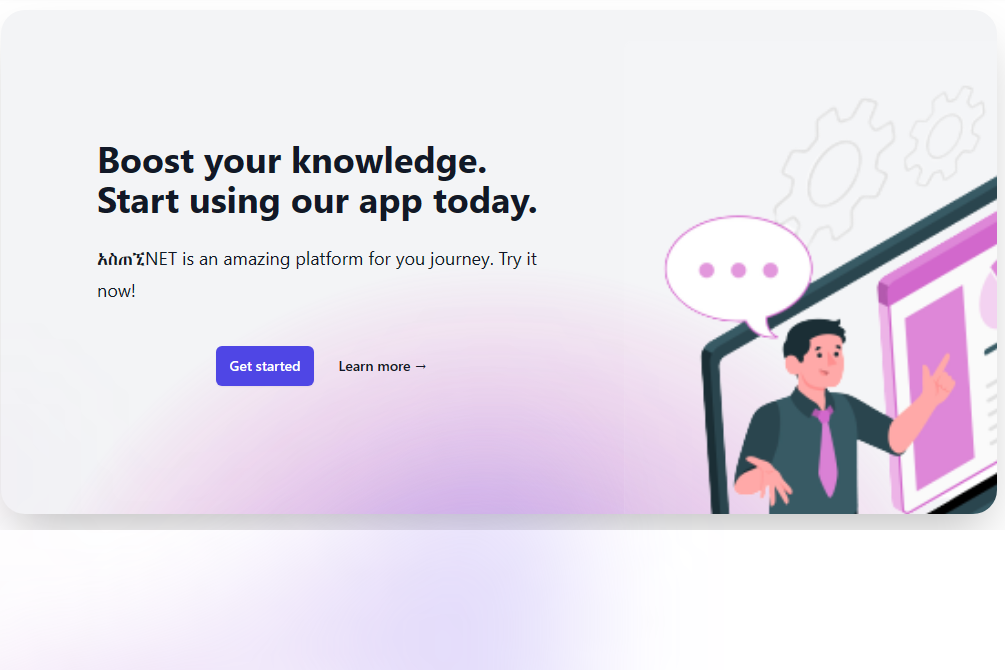 Boost your knowledge.
Start using our app today.
አስጠኚNET is an amazing platform for you journey. Try it
now!
Get started
Learn more →